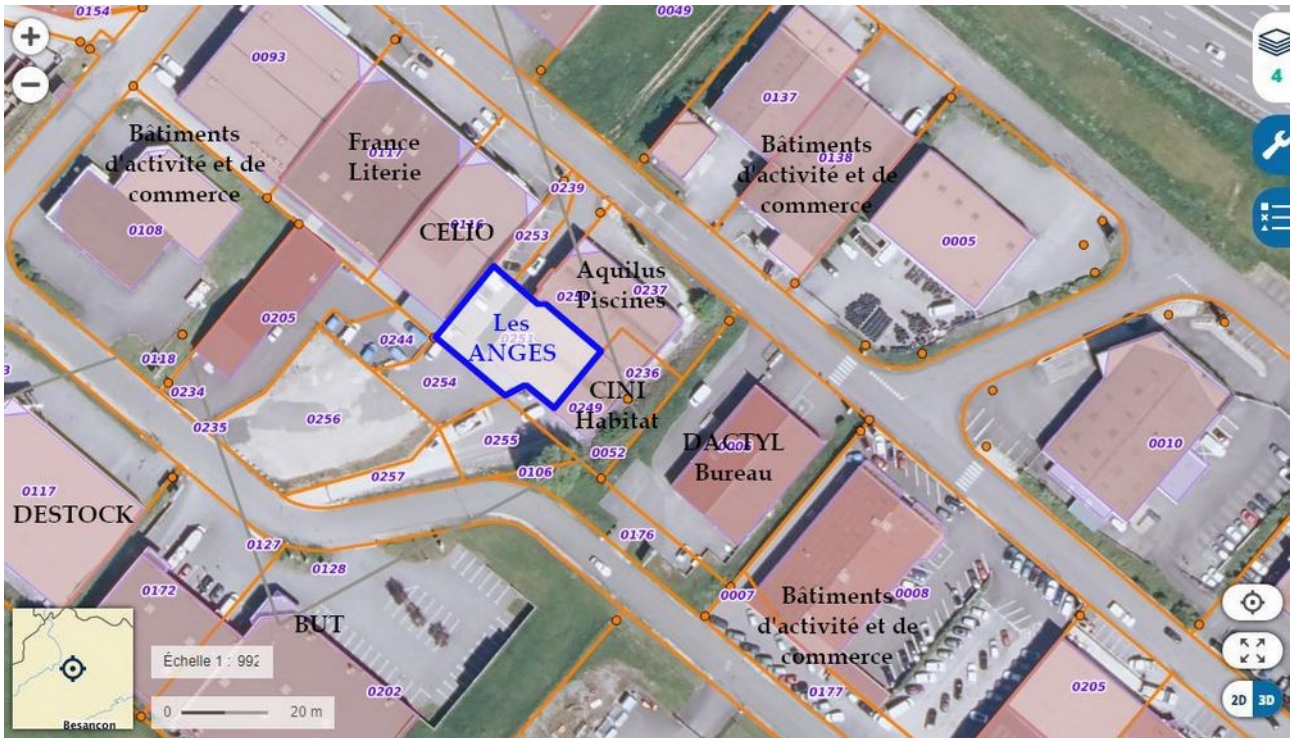 0154
0049
0093
4
0137
Bâtiments
d'activité et de
commerce
France
0117
Literie
Bâtiments
0138
d'activité et de
commerce
0239
0108
0116
CELIO
0253
0005
Aquilus
0250
0237
Piscines
0205
Les
0251
ANGES
0244
0118
0254
0236
0234
CINI
0249
Habitat
0235
0256
0255
0052
DACTYL
0006
Bureau
0010
0106
0257
0117
DESTOCK
0176
0127
0128
0172
0007
0008
Bâtiments
d'activité et de
commerce
BUT
Échelle 1 : 992
0202
0177
0205
0
20 m
Besançon
2D
3D